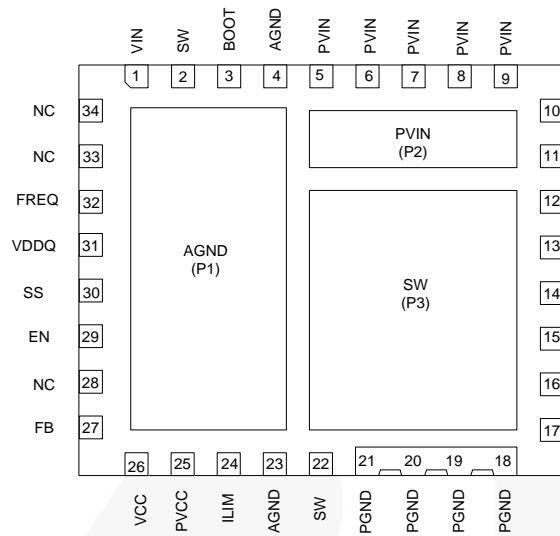 VIN SW BOOT AGND PVIN PVIN PVIN PVIN PVIN
1 2 3 4 5 6 7 8 9
NC 34 10
NC 33 11
PVIN
(P2)
FREQ 32 12
VDDQ 31 13
AGND
(P1)
SS 30 14
SW
(P3)
EN 29 15
NC 28 16
FB 27 17
26 25 24 23 22 21 20 19 18
VCC PVCC ILIM AGND SW PGND PGND PGND PGND